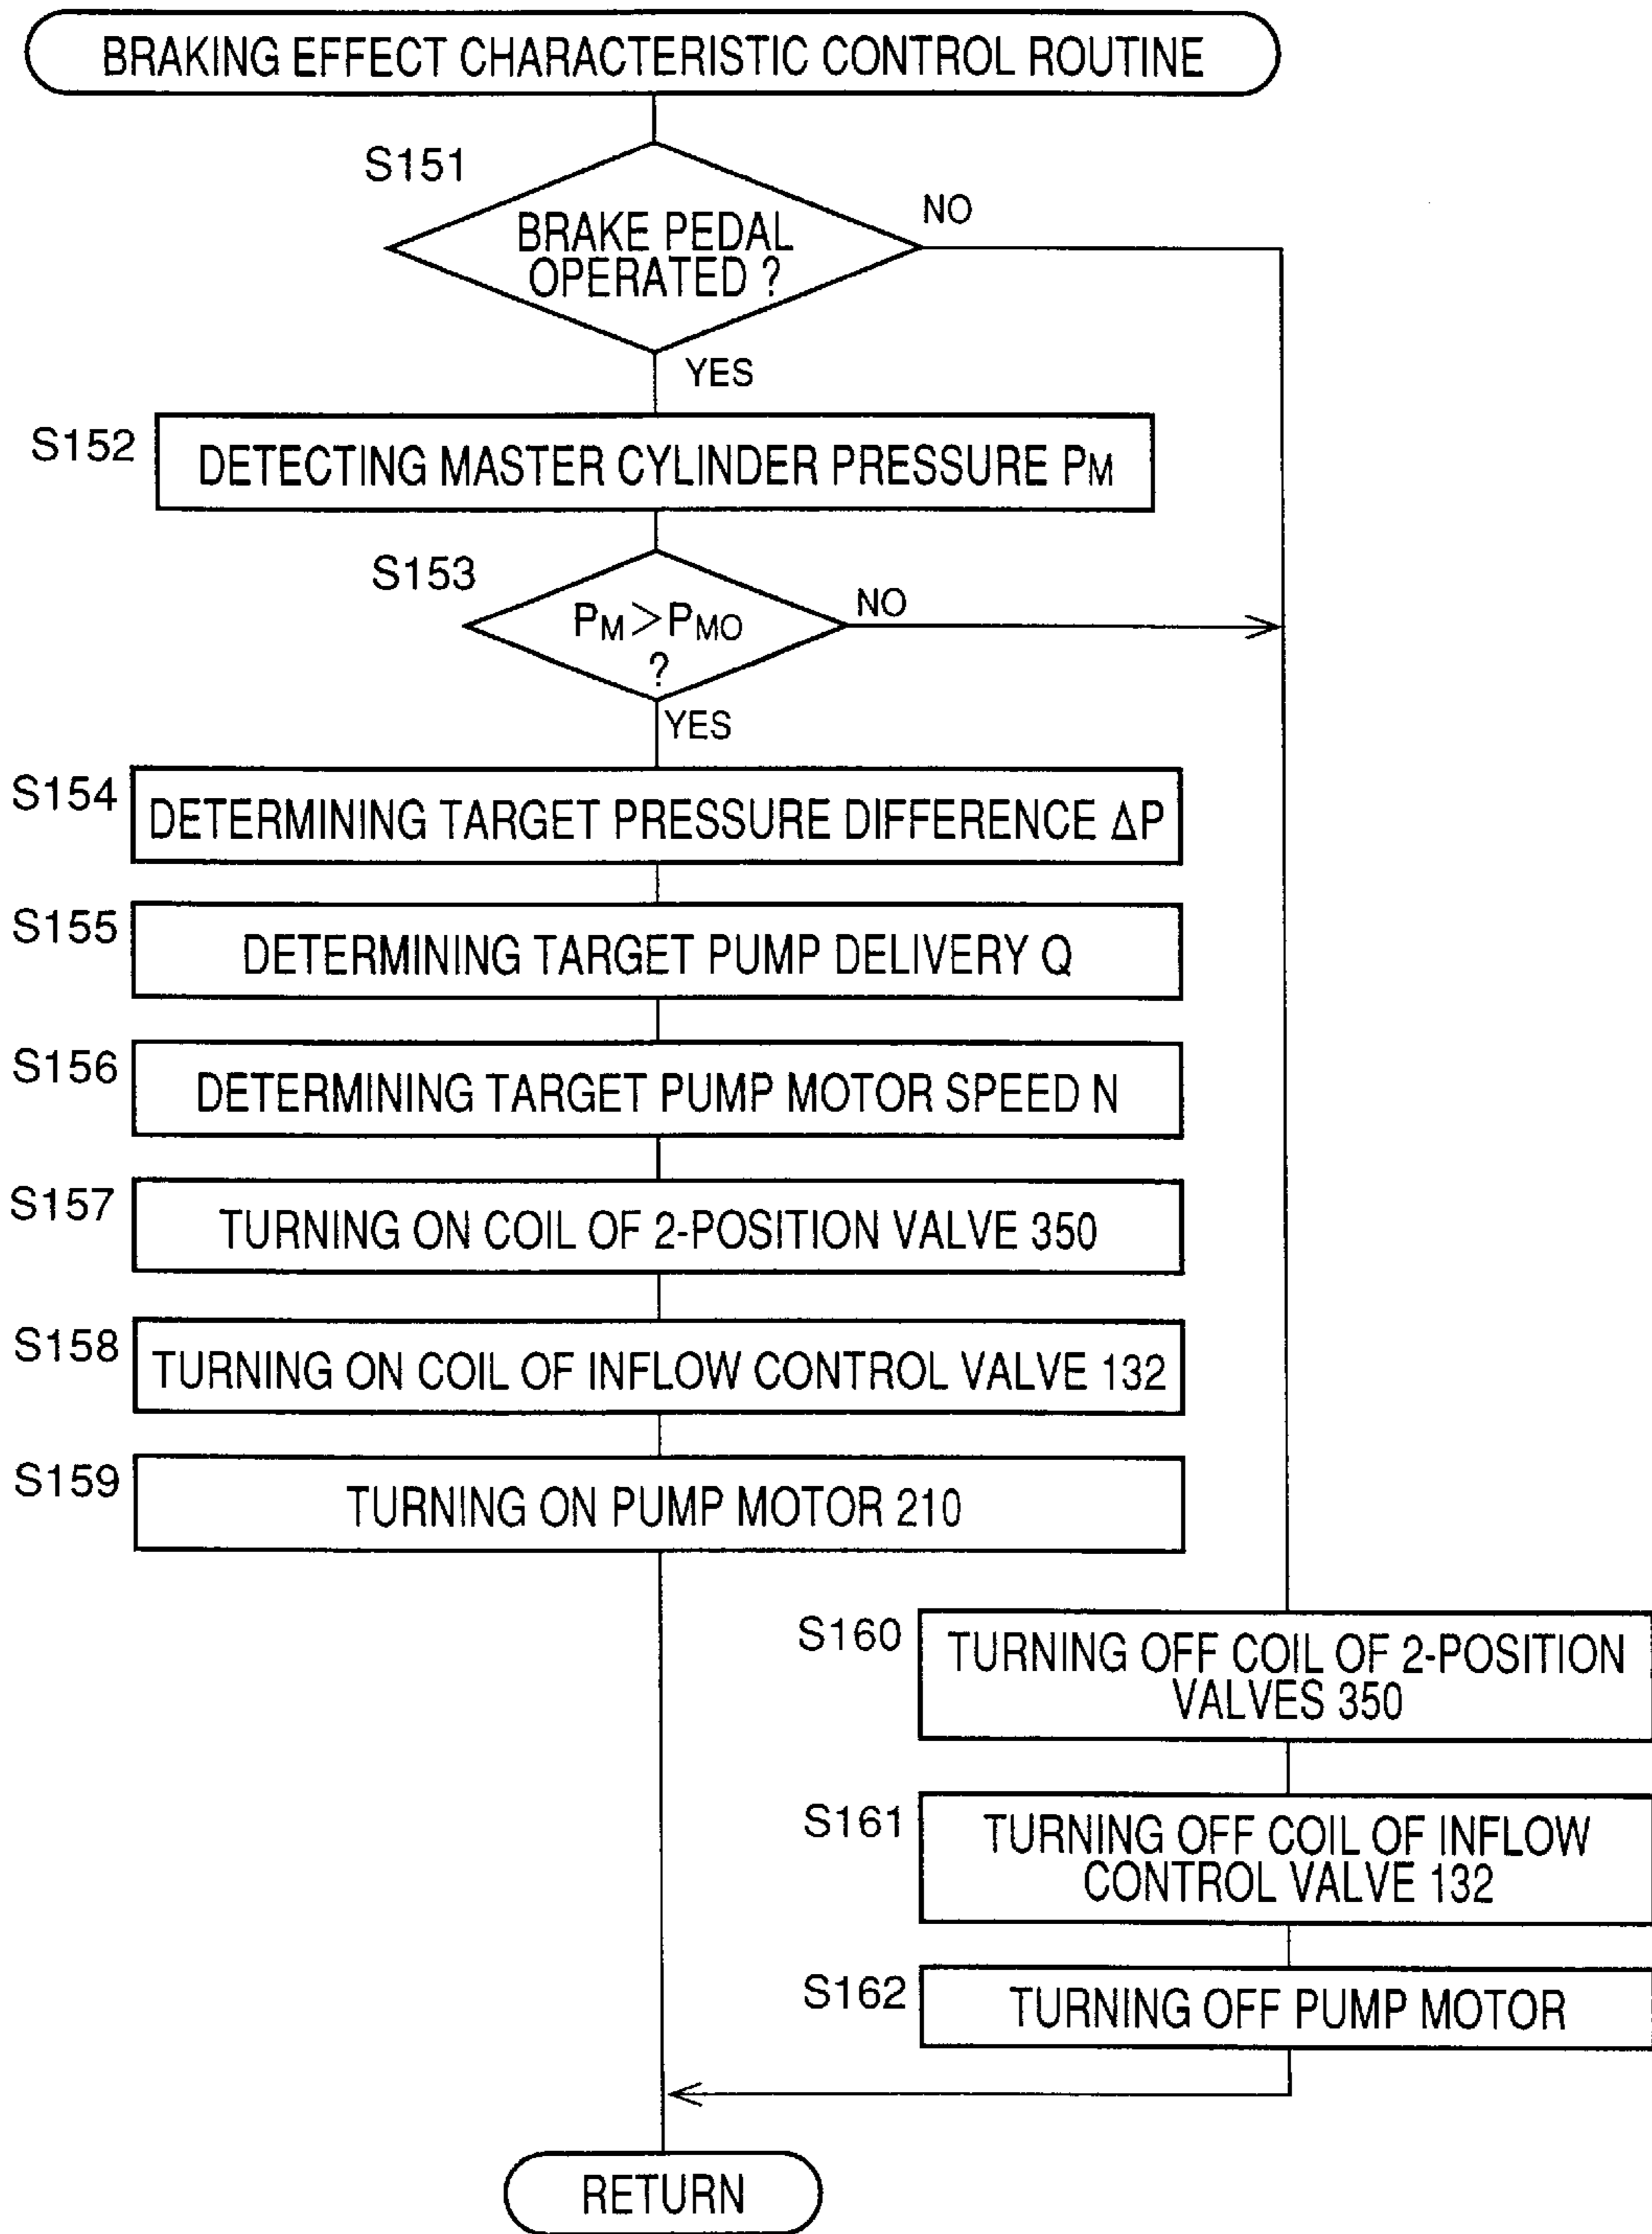 BRAKING EFFECT CHARACTERISTIC CONTROL ROUTINE
S151
BRAKE PEDAL
OPERATED ?
NO
YES
S152
DETECTING MASTER CYLINDER PRESSURE PM
S153
PM>PMO
?
NO
YES
S154
DETERMINING TARGET PRESSURE DIFFERENCE ΔP
S155
DETERMINING TARGET PUMP DELIVERY Q
S156
DETERMINING TARGET PUMP MOTOR SPEED N
S157
TURNING ON COIL OF 2-POSITION VALVE 350
S158
TURNING ON COIL OF INFLOW CONTROL VALVE 132
S159
TURNING ON PUMP MOTOR 210
S160
TURNING OFF COIL OF 2-POSITION
VALVES 350
S161
TURNING OFF COIL OF INFLOW
CONTROL VALVE 132
S162
TURNING OFF PUMP MOTOR
RETURN